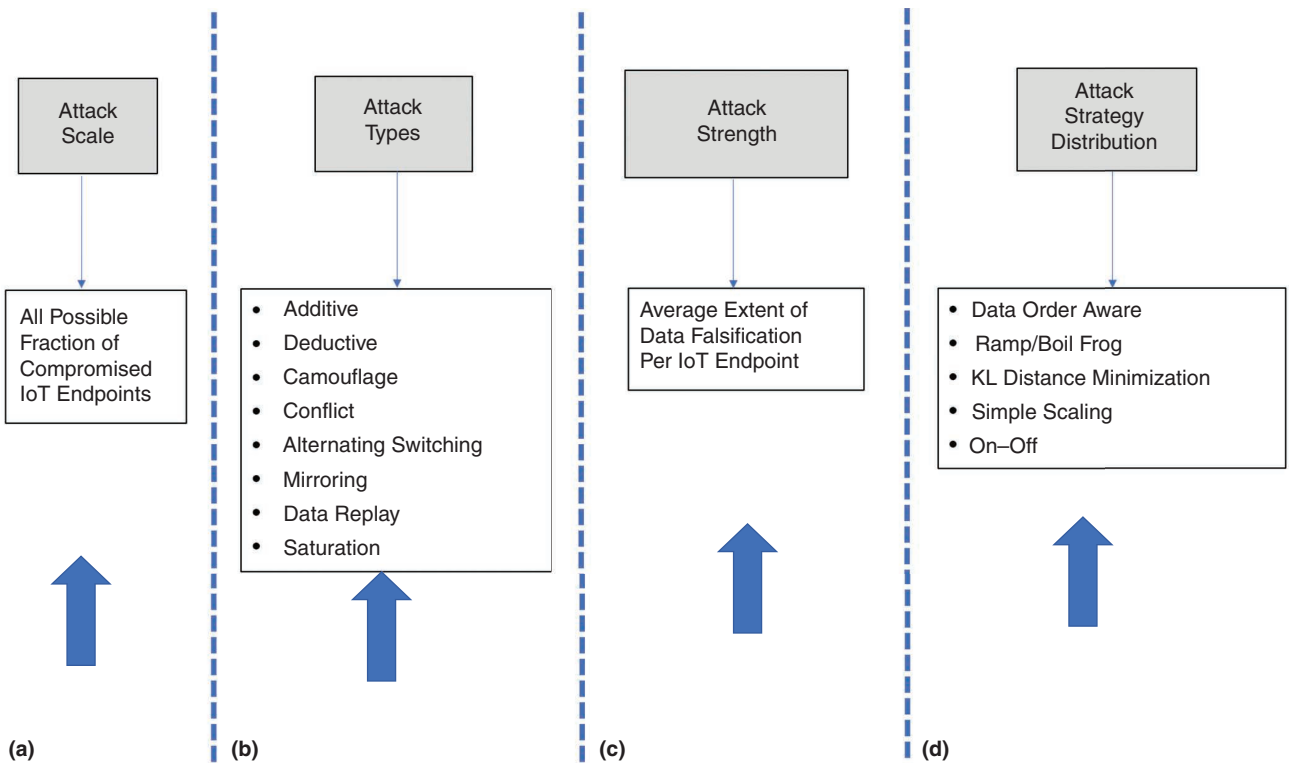 Attack
Scale
All Possible
Fraction of
Compromised
IoT Endpoints
(a)
Attack
Types
• Additive
• Deductive
• Camouflage
• Conflict
• Alternating Switching
• Mirroring
• Data Replay
• Saturation
(b)
Attack
Strength
Average Extent of
Data Falsification
Per IoT Endpoint
(c)
Attack
Strategy
Distribution
• Data Order Aware
• Ramp/Boil Frog
• KL Distance Minimization
• Simple Scaling
• On–Off
(d)